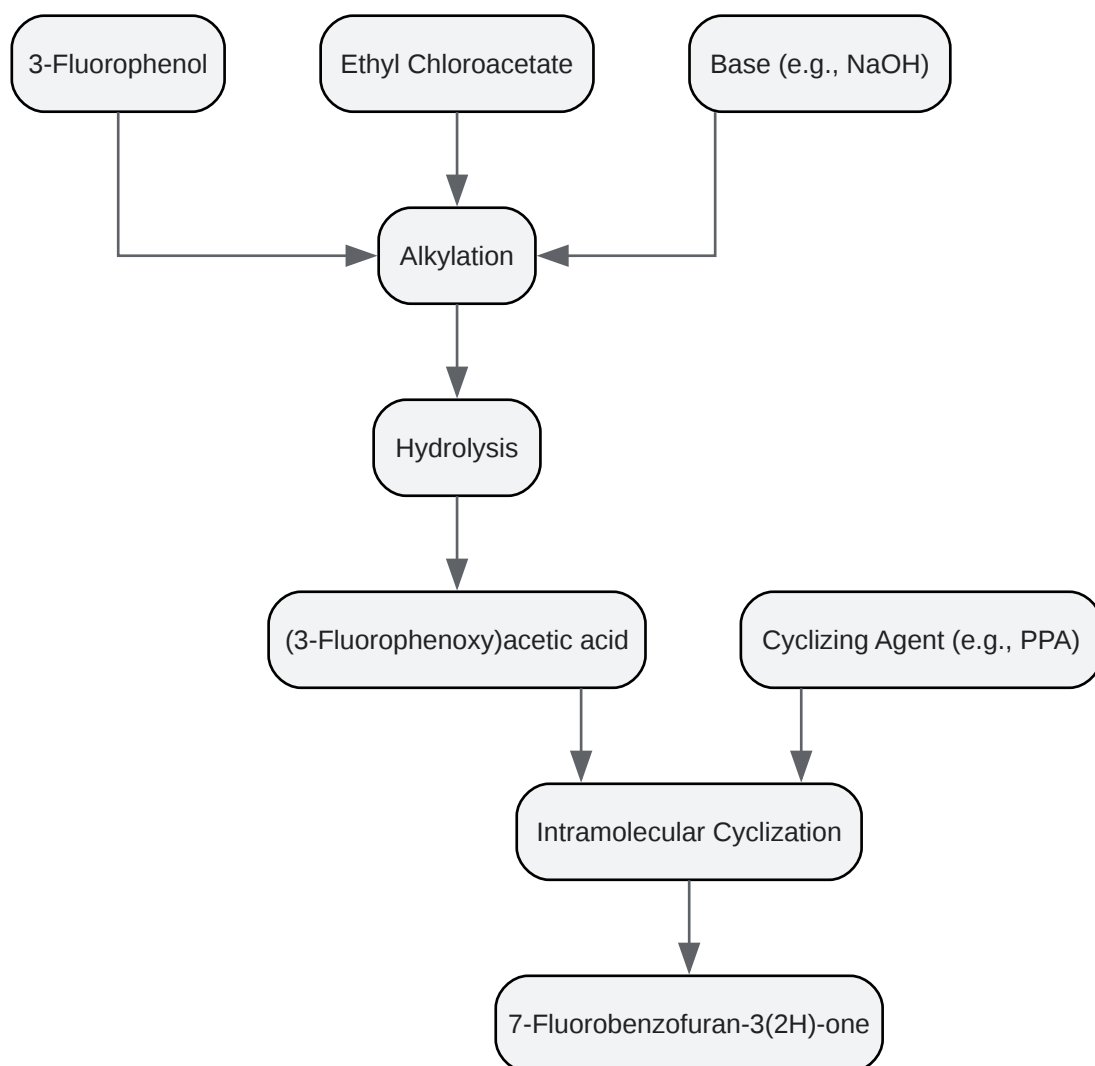 3-Fluorophenol
Ethyl Chloroacetate
Base (e.g., NaOH)
Alkylation
Hydrolysis
(3-Fluorophenoxy)acetic acid
Cyclizing Agent (e.g., PPA)
Intramolecular Cyclization
7-Fluorobenzofuran-3(2H)-one